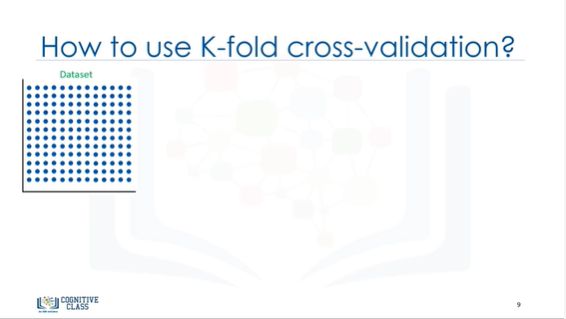 How to use K-fold cross-validation?
Dataset
COGNITIVE
CLASS
9